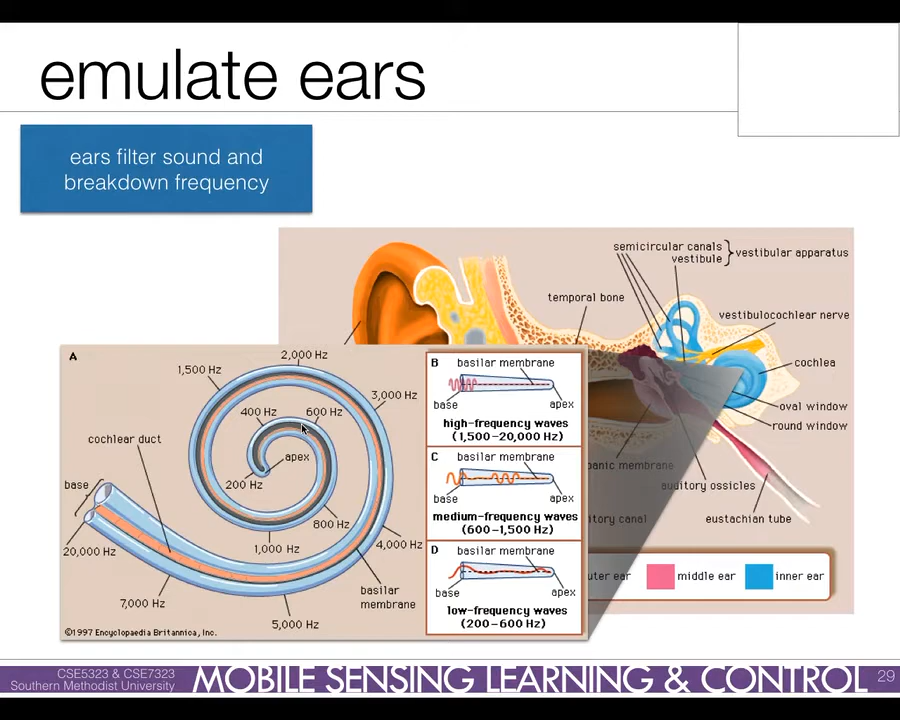 emulate ears
ears filter sound and
breakdown frequency
semicircular canals
vestibule
vestibular apparatus
temporal bone
vestibulocochlear nerve
cochlea
oval window
round window
panic membrane
auditory ossicles
itory canal
eustachian tube
uter ear
middle ear
inner ear
A
2,000 Hz
1,500 Hz
3,000 Hz
400 Hz
600 Hz
cochlear duct
apex
base
200 Hz
800 Hz
20,000 Hz
1,000 Hz
4,000 Hz
7,000 Hz
basilar
membrane
5,000 Hz
©1997 Encyclopaedia Britannica, Inc.
B
basilar membrane
base
apex
high-frequency waves
(1,500-20,000 Hz)
C
basilar membrane
base
apex
medium-frequency waves
(600-1,500 Hz)
D
basilar membrane
base
apex
low-frequency waves
(200-600 Hz)
CSE5323 & CSE7323
Southern Methodist University
MOBILE SENSING LEARNING & CONTROL
29